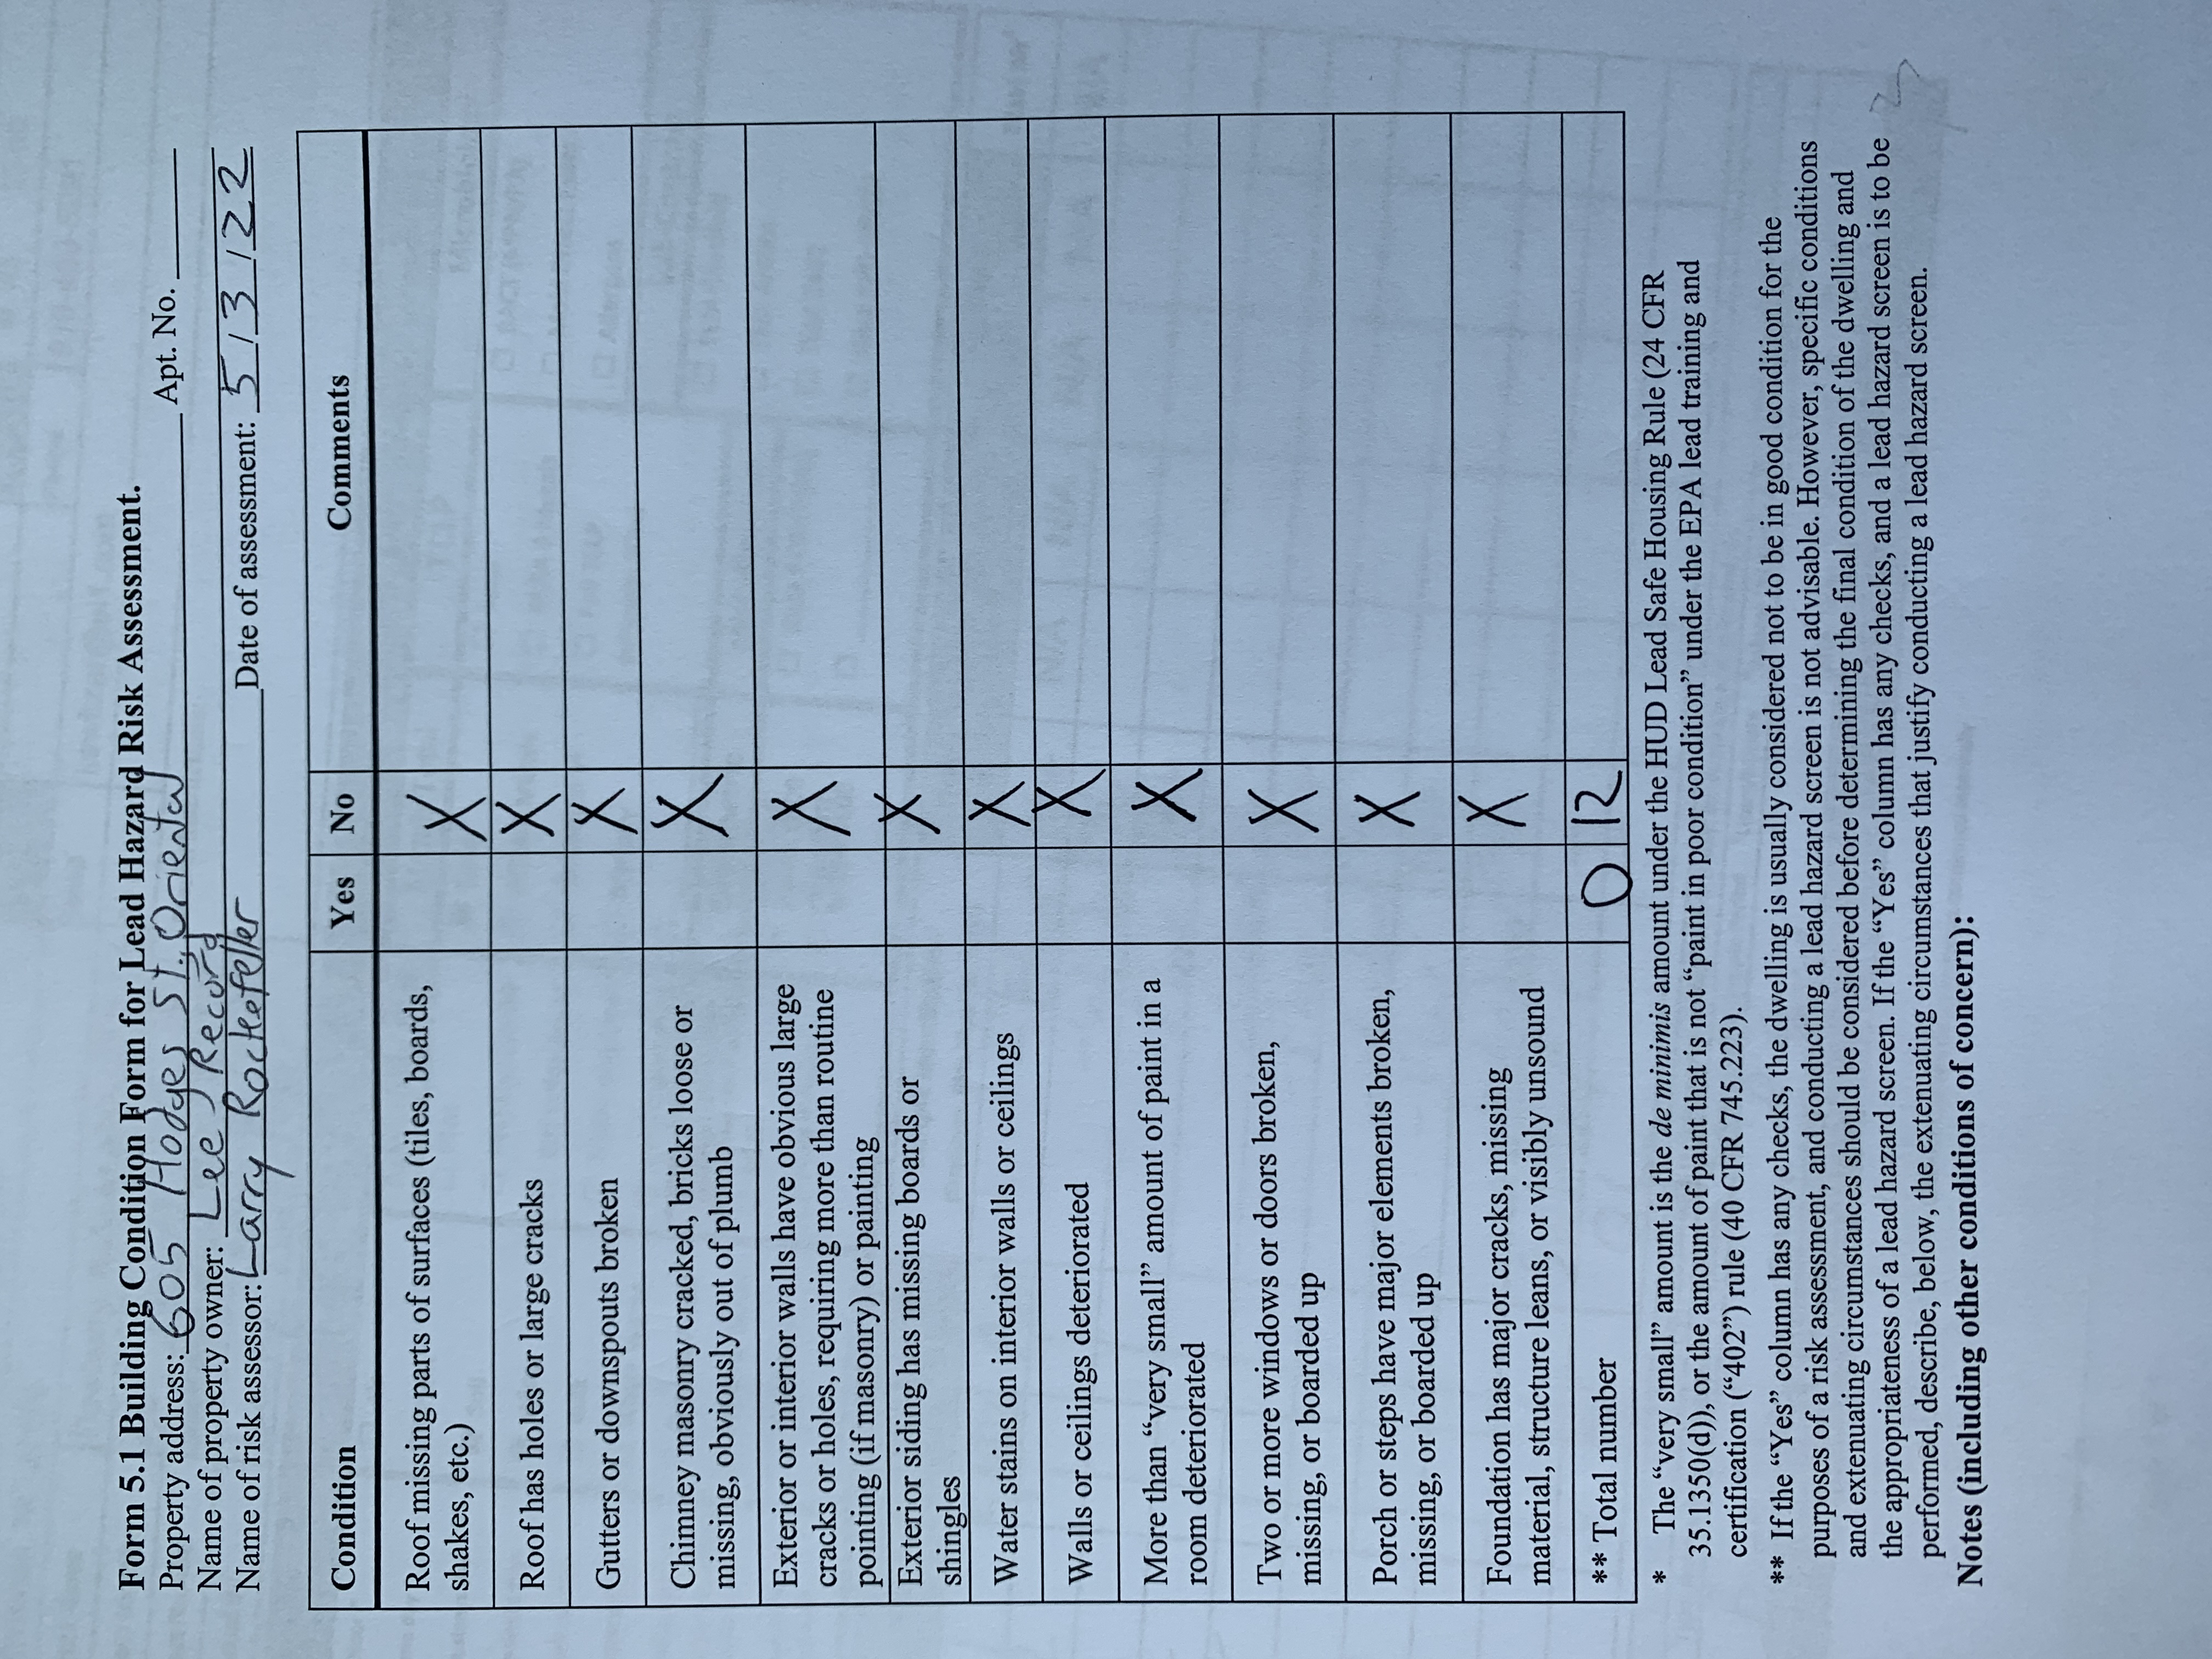 Form 5.1 Building Condition Form for Lead Hazard Risk Assessment.
Property address: 605 Hodges St., Oriental Apt. No.
Name of property owner: Lee Record
Name of risk assessor: Larry Rockefeller Date of assessment: 5/3/22
Condition Yes No Comments
Roof missing parts of surfaces (tiles, boards,
shakes, etc.) X
Roof has holes or large cracks X
Gutters or downspouts broken X
Chimney masonry cracked, bricks loose or
missing, obviously out of plumb X
Exterior or interior walls have obvious large
cracks or holes, requiring more than routine X
pointing (if masonry) or painting
Exterior siding has missing boards or X
shingles
Water stains on interior walls or ceilings X
Walls or ceilings deteriorated X
More than “very small” amount of paint in a X
room deteriorated
Two or more windows or doors broken, X
missing, or boarded up
Porch or steps have major elements broken, X
missing, or boarded up
Foundation has major cracks, missing X
material, structure leans, or visibly unsound
** Total number 0 12
* The “very small” amount is the de minimis amount under the HUD Lead Safe Housing Rule (24 CFR
35.1350(d)), or the amount of paint that is not “paint in poor condition” under the EPA lead training and
certification (“402”) rule (40 CFR 745.223).
** If the “Yes” column has any checks, the dwelling is usually considered not to be in good condition for the
purposes of a risk assessment, and conducting a lead hazard screen is not advisable. However, specific conditions
and extenuating circumstances should be considered before determining the final condition of the dwelling and
the appropriateness of a lead hazard screen. If the “Yes” column has any checks, and a lead hazard screen is to be
performed, describe, below, the extenuating circumstances that justify conducting a lead hazard screen.
Notes (including other conditions of concern):